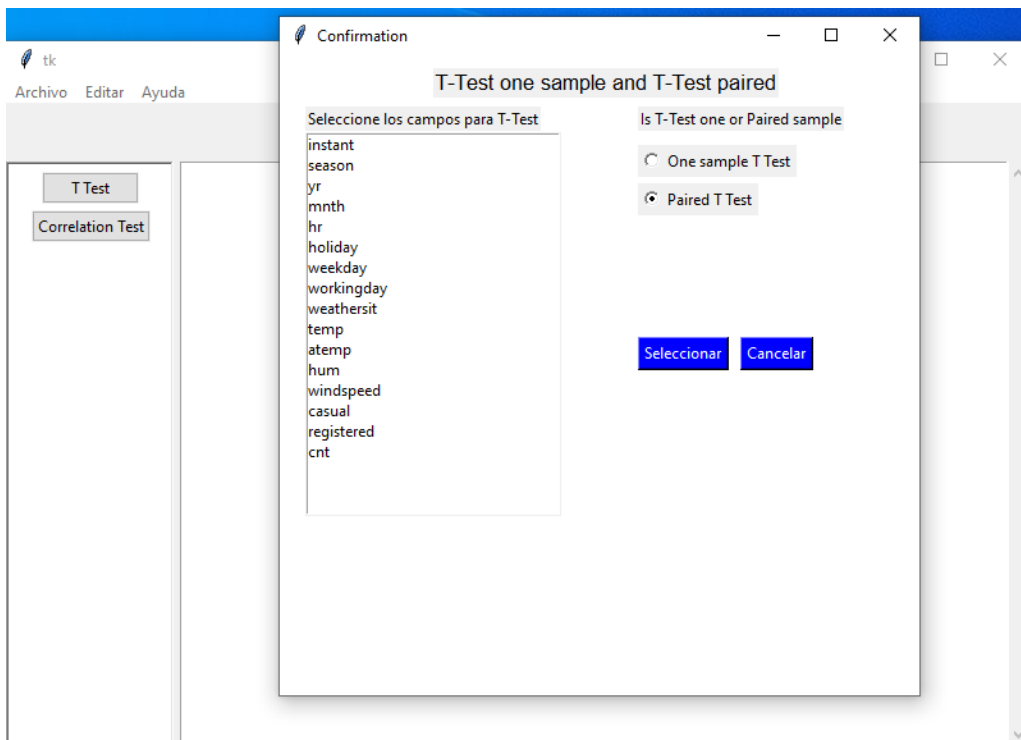 Confirmation
tk
Archivo Editar Ayuda
T-Test one sample and T-Test paired
Seleccione los campos para T-Test
Is T-Test one or Paired sample
instant
season
yr
mnth
hr
holiday
weekday
workingday
weathersit
temp
atemp
hum
windspeed
casual
registered
cnt
One sample T Test
Paired T Test
Seleccionar
Cancelar
T Test
Correlation Test